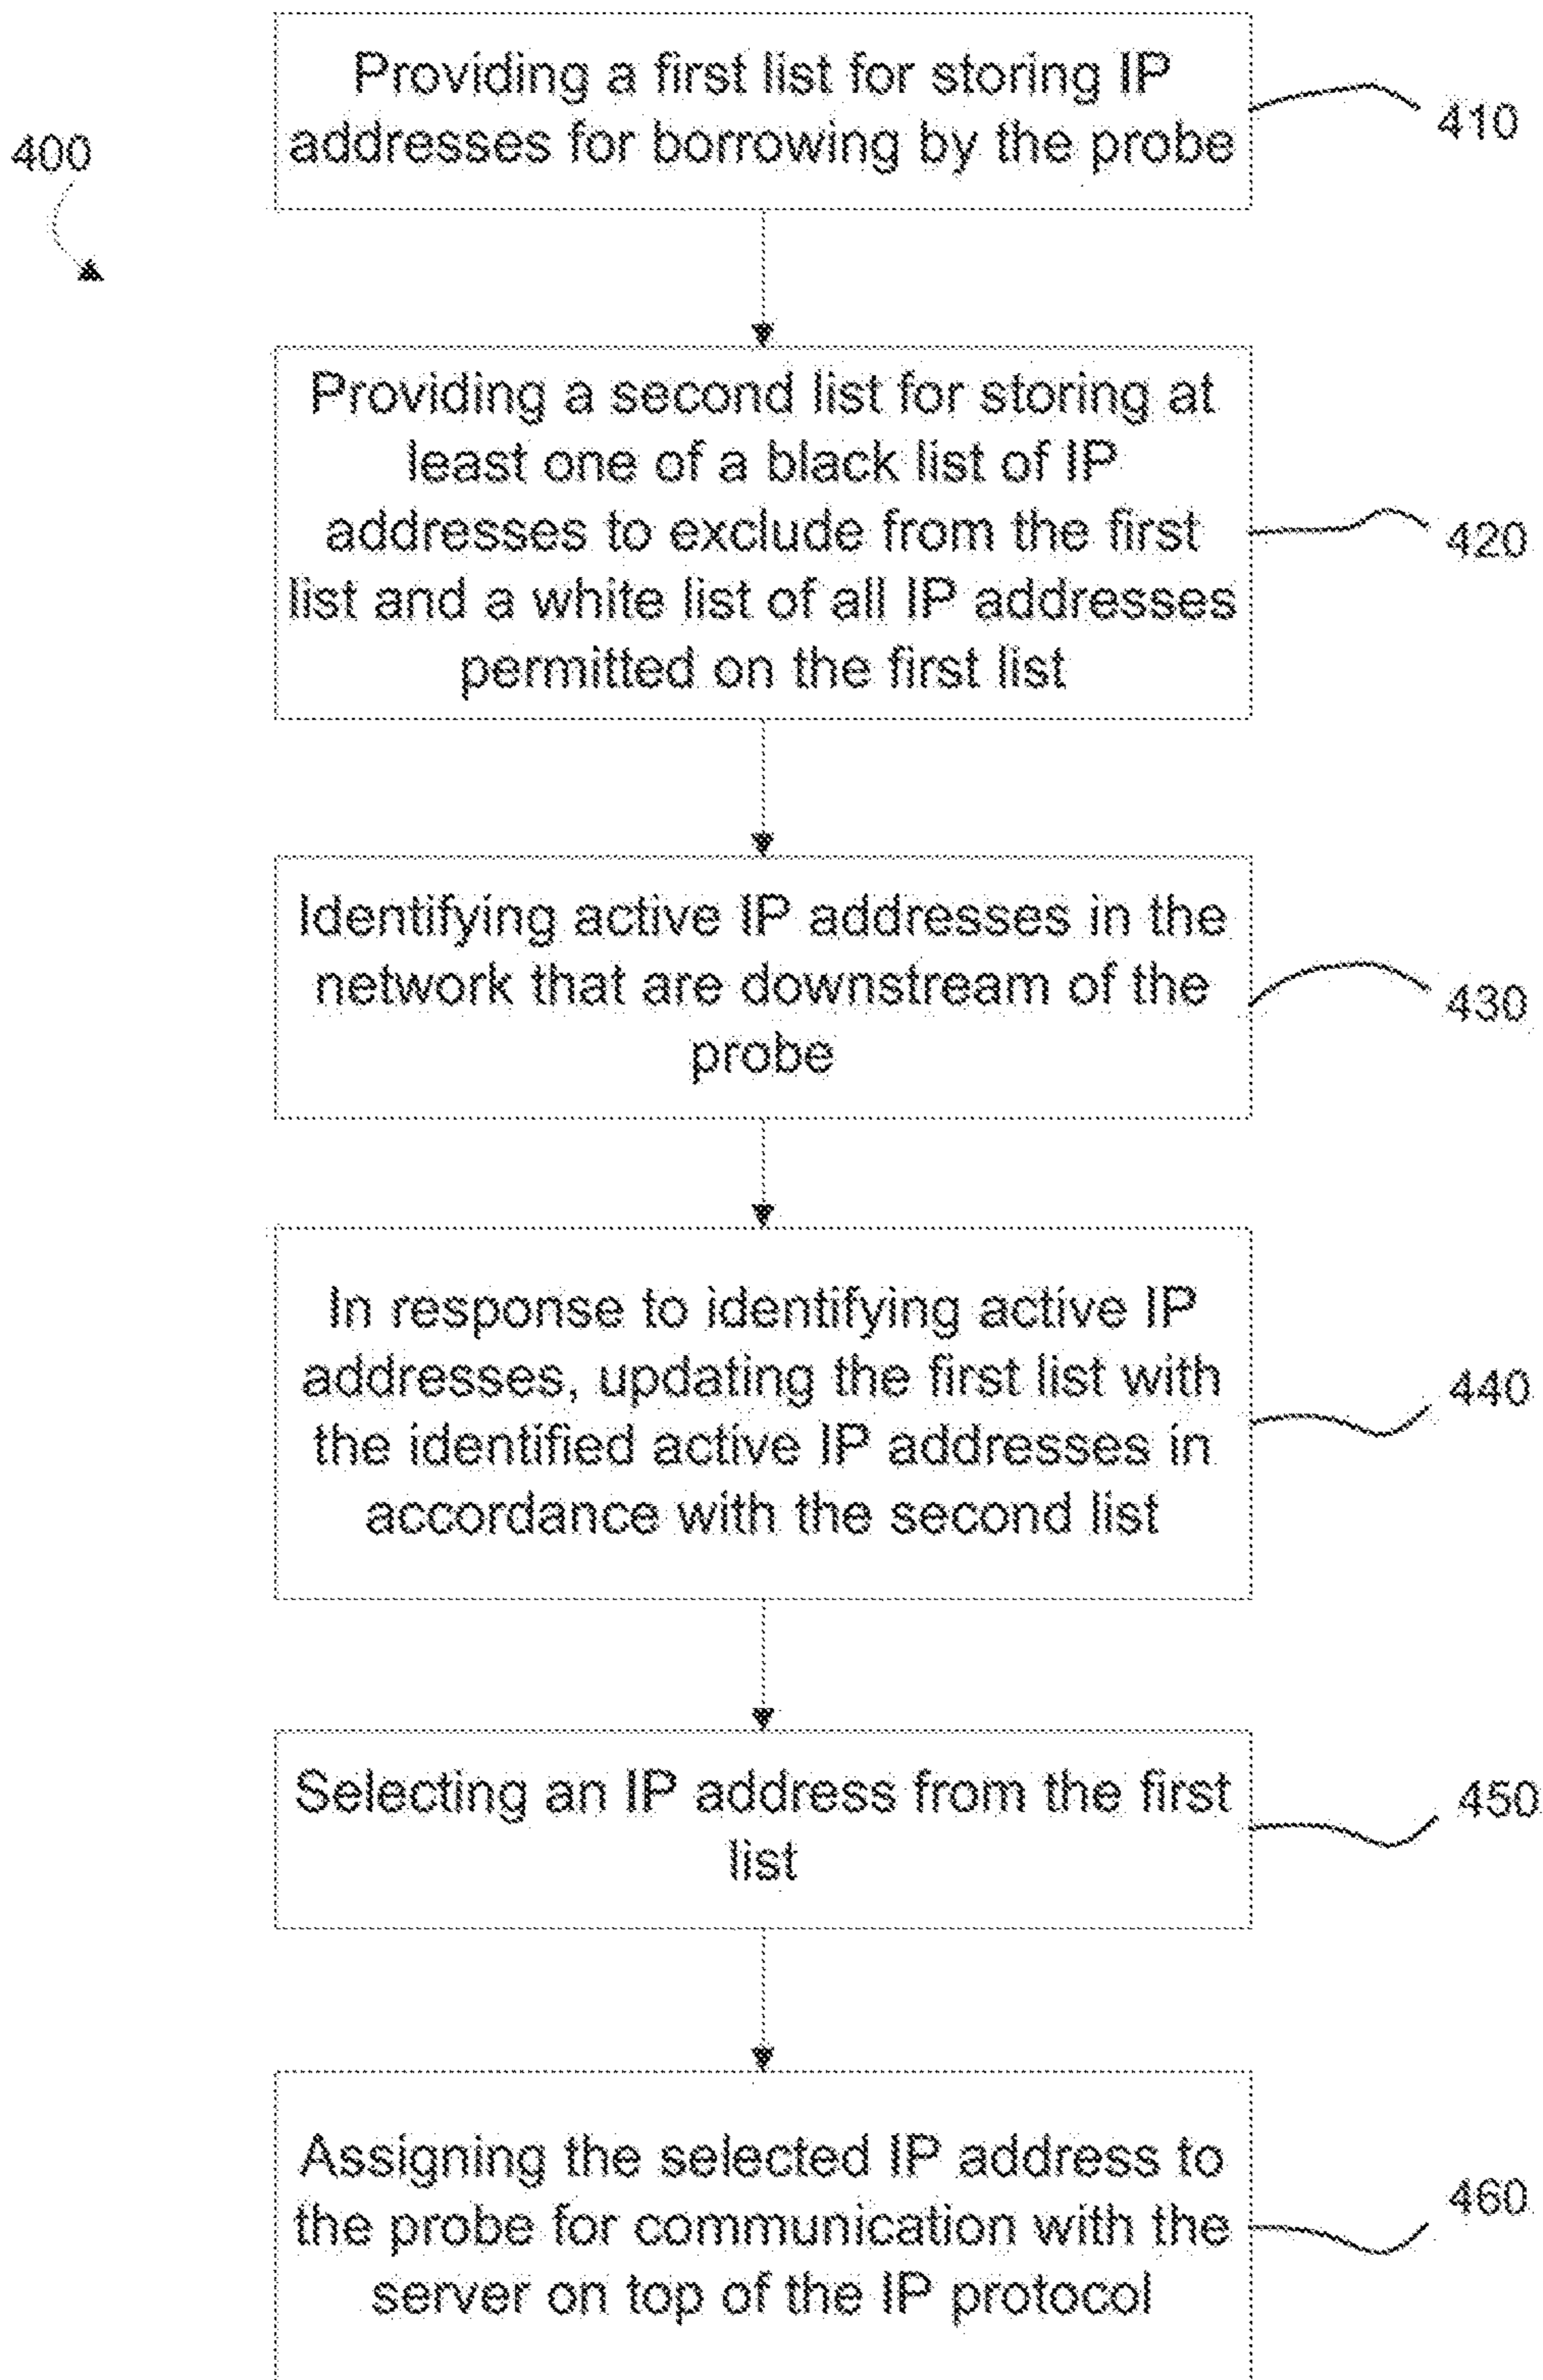 400
Providing a first list for storing IP
addresses for borrowing by the probe
410
Providing a second list for storing at
least one of a black list of IP
addresses to exclude from the first
list and a white list of all IP addresses
permitted on the first list
420
Identifying active IP addresses in the
network that are downstream of the
probe
430
In response to identifying active IP
addresses, updating the first list with
the identified active IP addresses in
accordance with the second list
440
Selecting an IP address from the first
list
450
Assigning the selected IP address to
the probe for communication with the
server on top of the IP protocol
460